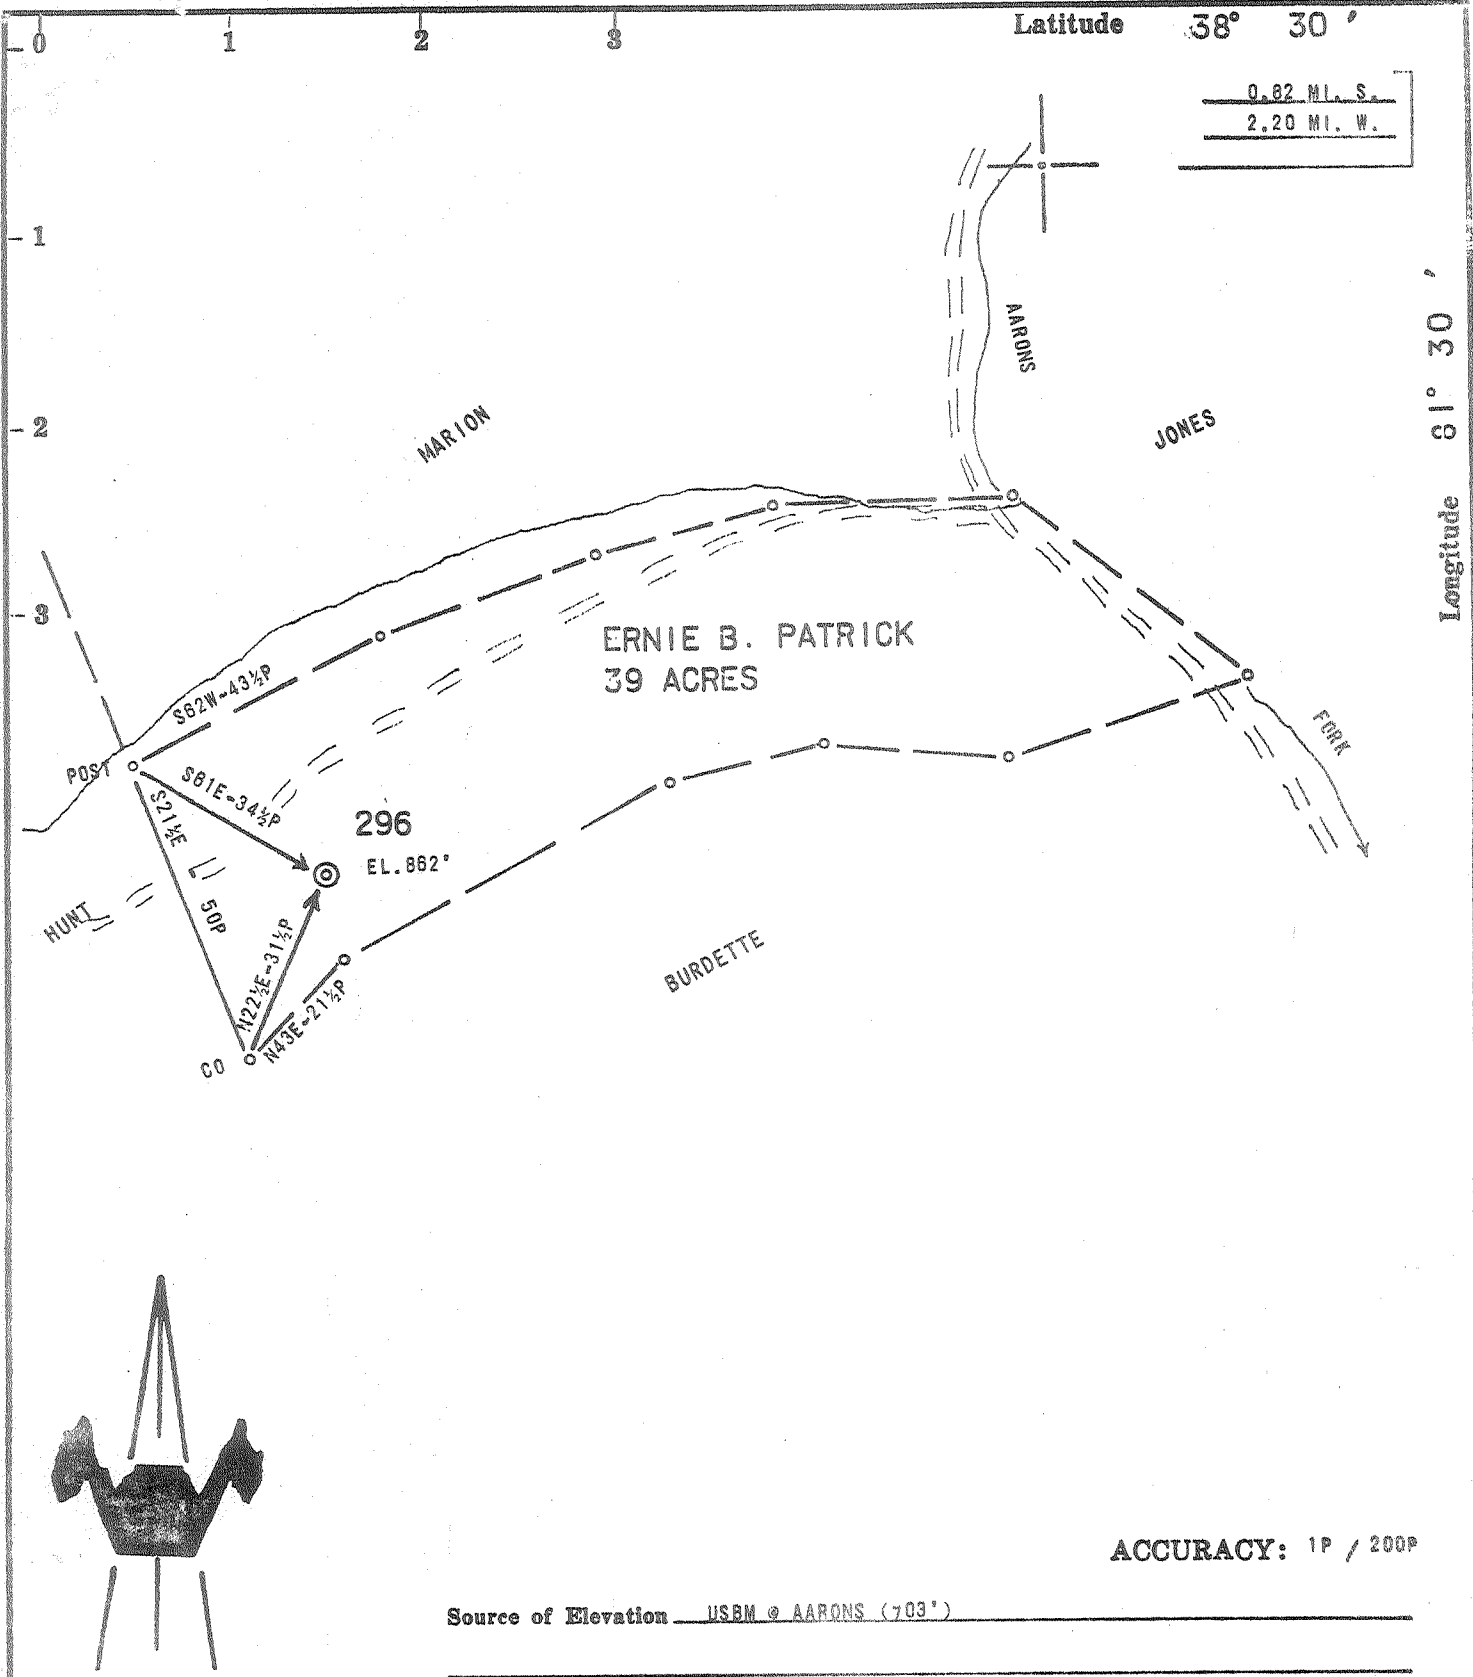 0 1 2 3 Latitude 38° 30 '
0.82 MI. S.
2.20 MI. W.
1
AARONS
Longitude 81° 30 '
2
MARION
JONES
3
ERNIE B. PATRICK
39 ACRES
S62W-43½P
FORK
POST
S61E-34½P
S21½E
50P
296
EL.862'
HUNT
N22½E-31½P
BURDETTE
N43E-21½P
CO
ACCURACY: 1P / 200P
Source of Elevation USBM @ AARONS (703')